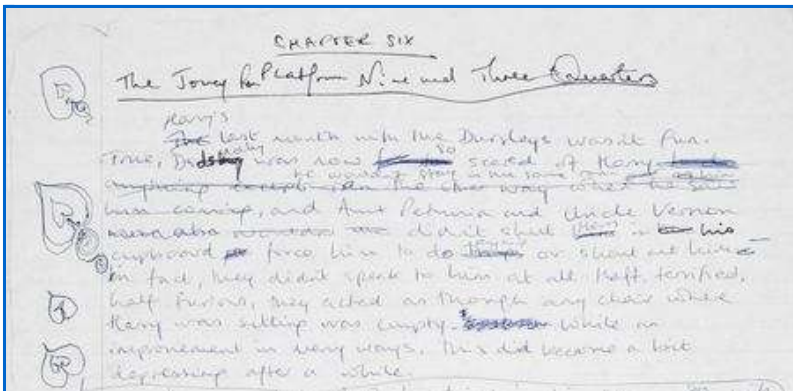 CHAPTER SIX
The Jorney from Platform Nine and Three Quarters
Harry's
The last month with the Dursleys wasn't fun.
True, Dudley was now so scared of Harry
he wouldn't stay in the same room
him coming, and Aunt Petunia and Uncle Vernon
didn't shut Harry in his
cupboard force him to do or shout at him
In fact, they didn't speak to him at all. Half terrified,
half furious, they acted as though any chair where
Harry was sitting was empty. While an
improvement in many ways, this did become a bit
depressing after a while.